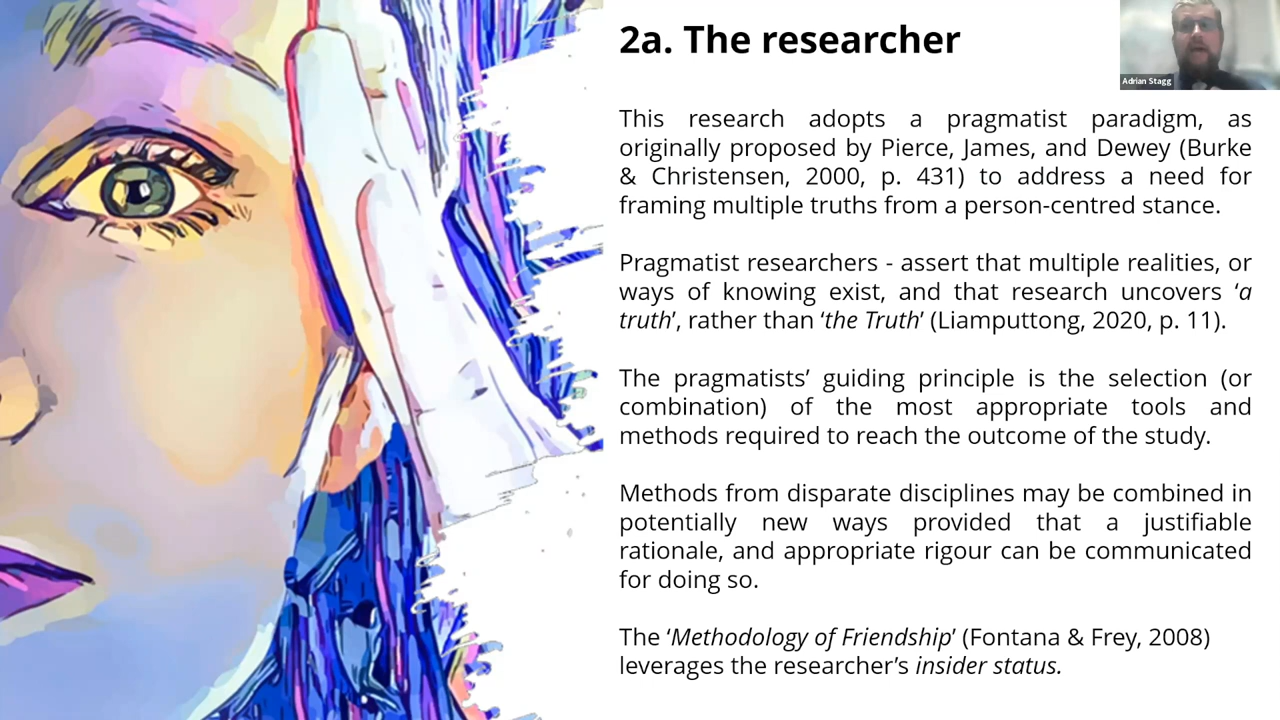 2a. The researcher
Adrian Stagg
This research adopts a pragmatist paradigm, as
originally proposed by Pierce, James, and Dewey (Burke
& Christensen, 2000, p. 431) to address a need for
framing multiple truths from a person-centred stance.
Pragmatist researchers - assert that multiple realities, or
ways of knowing exist, and that research uncovers ‘a
truth’, rather than ‘the Truth’ (Liamputtong, 2020, p. 11).
The pragmatists’ guiding principle is the selection (or
combination) of the most appropriate tools and
methods required to reach the outcome of the study.
Methods from disparate disciplines may be combined in
potentially new ways provided that a justifiable
rationale, and appropriate rigour can be communicated
for doing so.
The ‘Methodology of Friendship’ (Fontana & Frey, 2008)
leverages the researcher’s insider status.